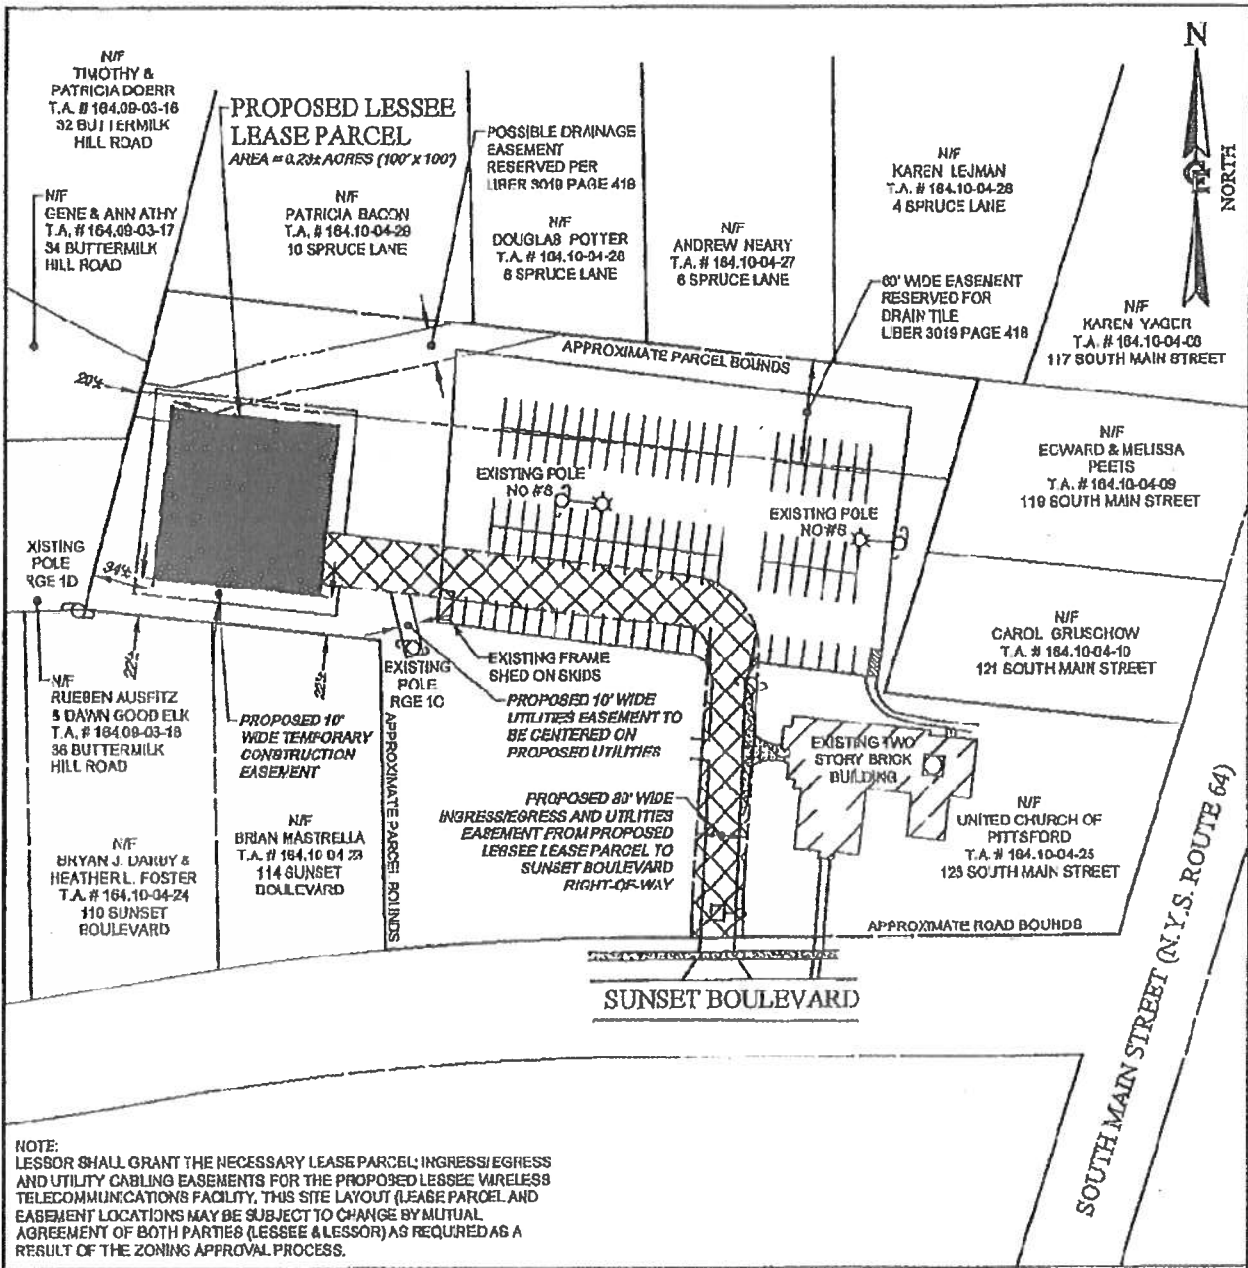 N/F
TIMOTHY &
PATRICIA DOERR
T.A. # 164.09-03-16
32 BUTTERMILK
HILL ROAD
PROPOSED LESSEE
LEASE PARCEL
AREA = 0.23± ACRES (100' X 100')
N/F
GENE & ANN ATHY
T.A. # 164.09-03-17
34 BUTTERMILK
HILL ROAD
N/F
PATRICIA BACON
T.A. # 164.10-04-29
10 SPRUCE LANE
POSSIBLE DRAINAGE
EASEMENT
RESERVED PER
LIBER 3019 PAGE 418
N/F
DOUGLAS POTTER
T.A. # 164.10-04-28
8 SPRUCE LANE
N/F
ANDREW NEARY
T.A. # 164.10-04-27
6 SPRUCE LANE
N/F
KAREN LEJMAN
T.A. # 164.10-04-26
4 SPRUCE LANE
N
NORTH
60' WIDE EASEMENT
RESERVED FOR
DRAIN TILE
LIBER 3019 PAGE 418
N/F
KAREN YAGER
T.A. # 164.10-04-08
117 SOUTH MAIN STREET
APPROXIMATE PARCEL BOUNDS
20'±
N/F
EDWARD & MELISSA
PEETS
T.A. # 164.10-04-09
119 SOUTH MAIN STREET
EXISTING POLE
NO #8
EXISTING POLE
NO #8
XISTING
POLE
RGE 1D
34'±
N/F
CAROL GRUSCHOW
T.A. # 164.10-04-10
121 SOUTH MAIN STREET
22'±
22'±
EXISTING
POLE
RGE 1C
EXISTING FRAME
SHED ON SKIDS
N/F
RUEBEN AUSFITZ
& DAWN GOOD ELK
T.A. # 164.09-03-18
36 BUTTERMILK
HILL ROAD
PROPOSED 10'
WIDE TEMPORARY
CONSTRUCTION
EASEMENT
APPROXIMATE PARCEL BOUNDS
PROPOSED 10' WIDE
UTILITIES EASEMENT TO
BE CENTERED ON
PROPOSED UTILITIES
EXISTING TWO
STORY BRICK
BUILDING
PROPOSED 30' WIDE
INGRESS/EGRESS AND UTILITIES
EASEMENT FROM PROPOSED
LESSEE LEASE PARCEL TO
SUNSET BOULEVARD
RIGHT-OF-WAY
N/F
BRYAN J. DARBY &
HEATHER L. FOSTER
T.A. # 164.10-04-24
110 SUNSET
BOULEVARD
N/F
BRIAN MASTRELLA
T.A. # 164.10 04 23
114 SUNSET
BOULEVARD
N/F
UNITED CHURCH OF
PITTSFORD
T.A. # 164.10-04-25
123 SOUTH MAIN STREET
APPROXIMATE ROAD BOUNDS
SUNSET BOULEVARD
SOUTH MAIN STREET (N.Y.S. ROUTE 64)
NOTE:
LESSOR SHALL GRANT THE NECESSARY LEASE PARCEL; INGRESS/EGRESS
AND UTILITY CABLING EASEMENTS FOR THE PROPOSED LESSEE WIRELESS
TELECOMMUNICATIONS FACILITY. THIS SITE LAYOUT (LEASE PARCEL AND
EASEMENT LOCATIONS MAY BE SUBJECT TO CHANGE BY MUTUAL
AGREEMENT OF BOTH PARTIES (LESSEE & LESSOR) AS REQUIRED AS A
RESULT OF THE ZONING APPROVAL PROCESS.